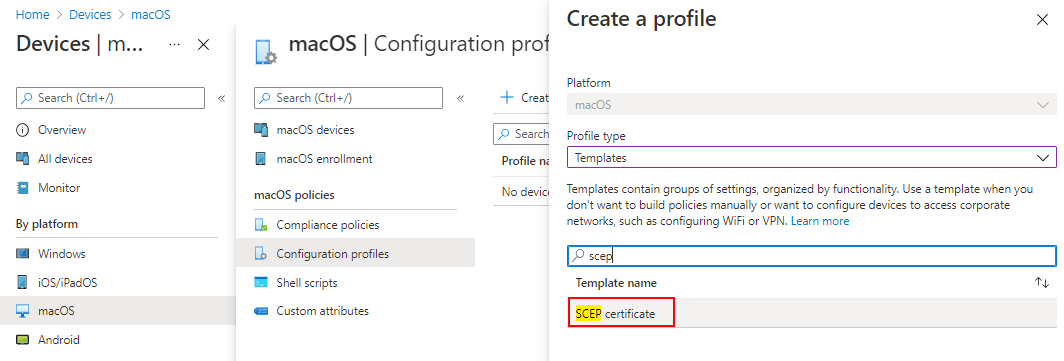 Home > Devices > macOS
Devices | m... ... ×
Search (Ctrl+/) «
Overview
All devices
Monitor
By platform
Windows
iOS/iPadOS
macOS
Android
macOS | Configuration prof
Search (Ctrl+/) «
macOS devices
macOS enrollment
macOS policies
Compliance policies
Configuration profiles
Shell scripts
Custom attributes
+ Creat
Search
Profile na
No device
Create a profile ×
Platform
macOS
Profile type
Templates
Templates contain groups of settings, organized by functionality. Use a template when you
don't want to build policies manually or want to configure devices to access corporate
networks, such as configuring WiFi or VPN. Learn more
scep
Template name
SCEP certificate